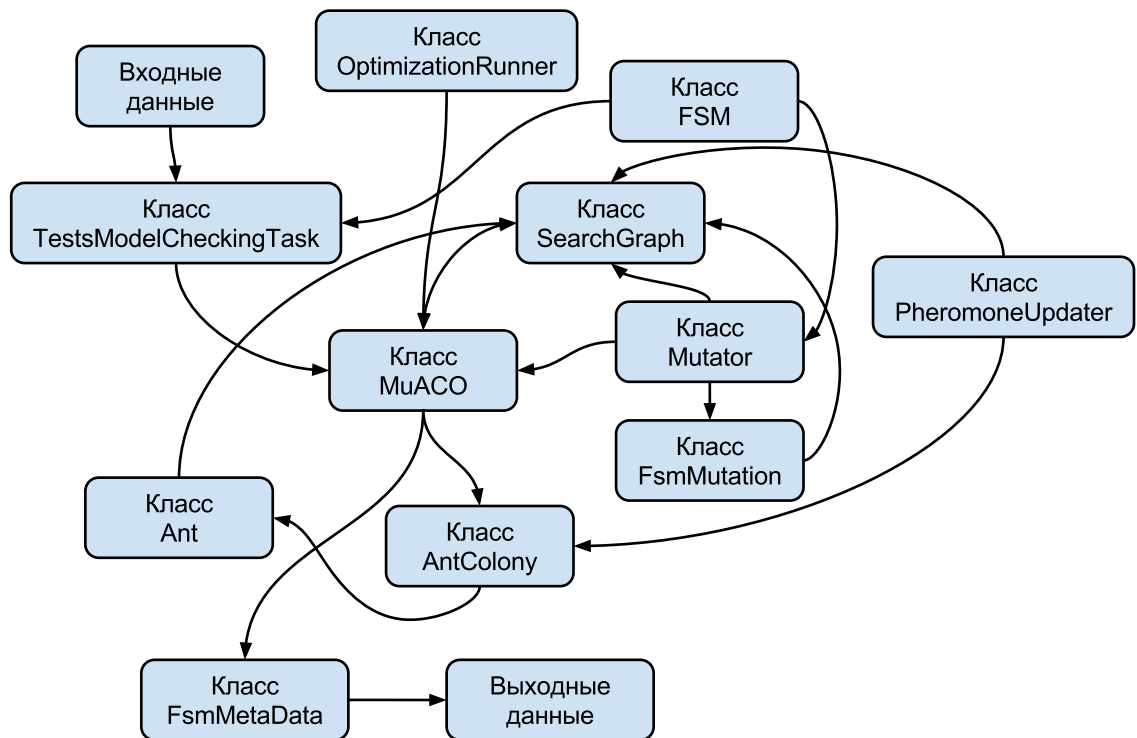 Класс
OptimizationRunner
Входные
данные
Класс
FSM
Класс
TestsModelCheckingTask
Класс
SearchGraph
Класс
PheromoneUpdater
Класс
Mutator
Класс
MuACO
Класс
FsmMutation
Класс
Ant
Класс
AntColony
Класс
FsmMetaData
Выходные
данные